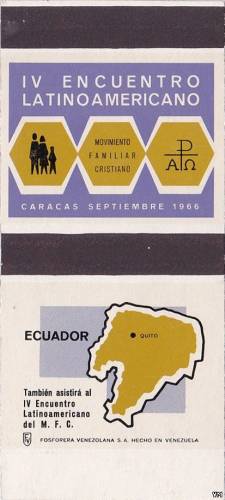 IV ENCUENTRO
LATINOAMERICANO
MOVIMIENTO
FAMILIAR
CRISTIANO
P
Α Ω
CARACAS SEPTIEMBRE 1966
ECUADOR
QUITO
También asistirá al
IV Encuentro
Latinoamericano
del M. F. C.
FOSFORERA VENEZOLANA S. A. HECHO EN VENEZUELA